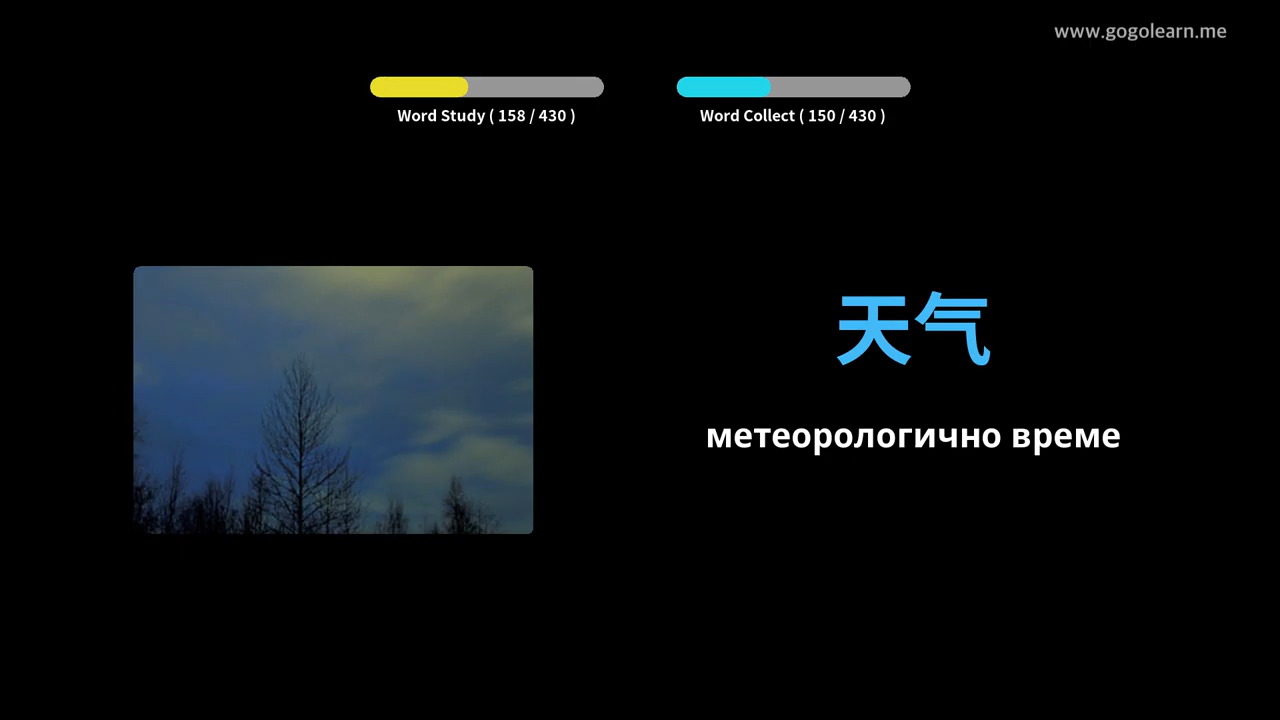 www.gogolearn.me
Word Study ( 158 / 430 )
Word Collect ( 150 / 430 )
天气
метеорологично време